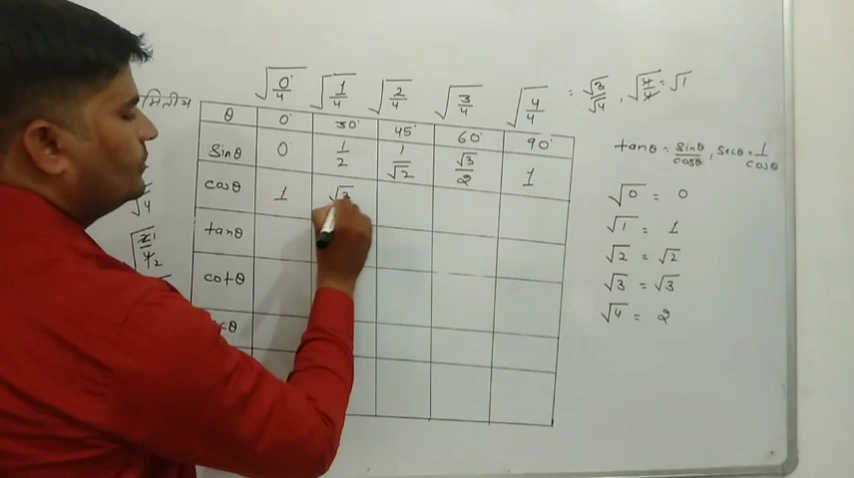 √0/4 √1/4 √2/4 √3/4 √4/4 : √3/√4 , √4/4 = √1
θ 0° 30° 45° 60° 90°
sinθ 0 1/2 1/√2 √3/2 1
cosθ 1 √3
tanθ
cotθ
tanθ = sinθ/cosθ , secθ = 1/cosθ
√0 = 0
√1 = 1
√2 = √2
√3 = √3
√4 = 2